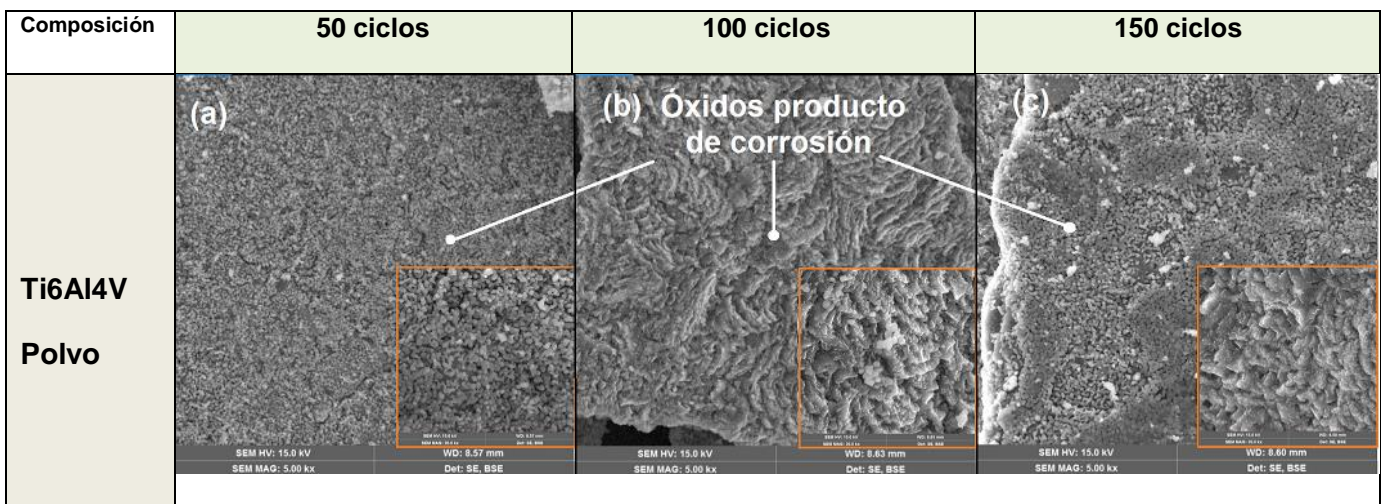 Composición
50 ciclos
100 ciclos
150 ciclos
Ti6Al4V
Polvo
(a)
(b) Óxidos producto
de corrosión
(c)
SEM HV: 15.0 kV
WD: 8.57 mm
SEM MAG: 5.00 kx
Det: SE, BSE
SEM HV: 15.0 kV
WD: 8.63 mm
SEM MAG: 5.00 kx
Det: SE, BSE
SEM HV: 15.0 kV
WD: 8.60 mm
SEM MAG: 5.00 kx
Det: SE, BSE